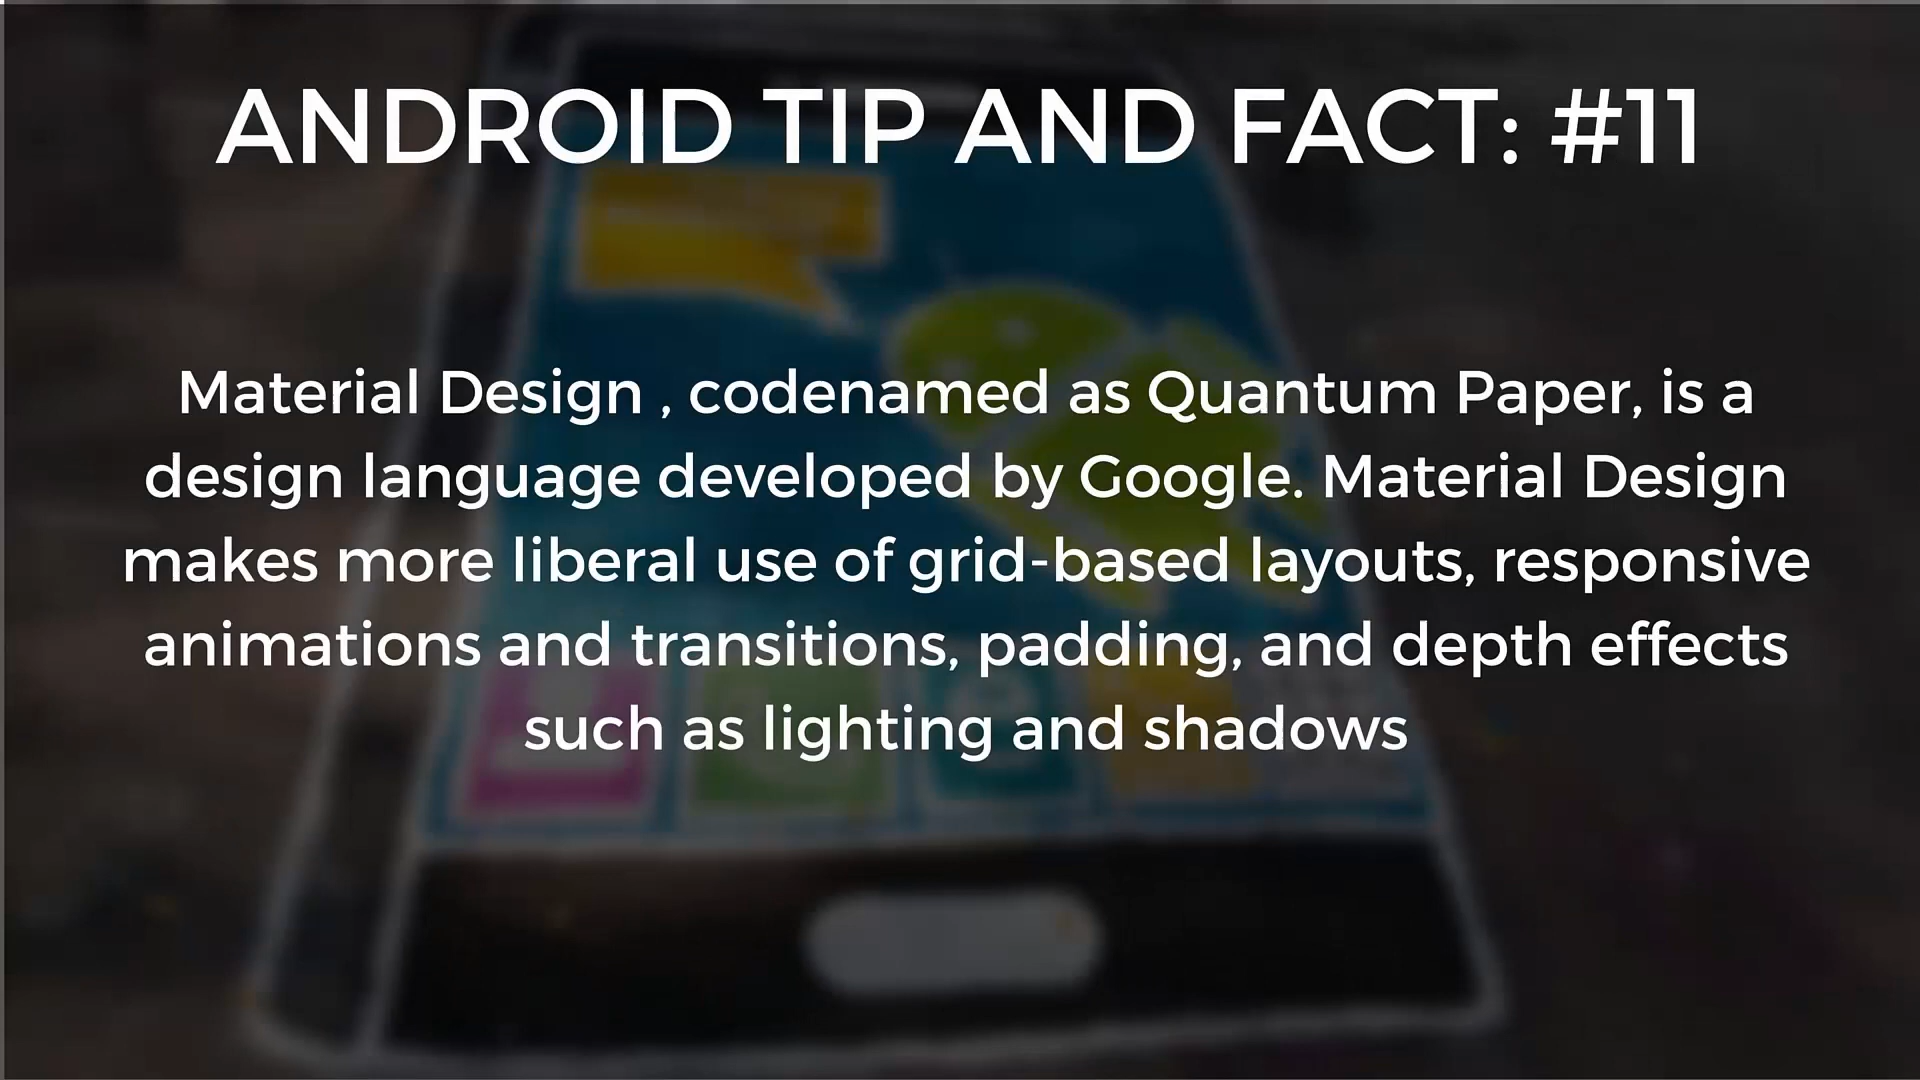 ANDROID TIP AND FACT: #11
Material Design , codenamed as Quantum Paper, is a
design language developed by Google. Material Design
makes more liberal use of grid-based layouts, responsive
animations and transitions, padding, and depth effects
such as lighting and shadows